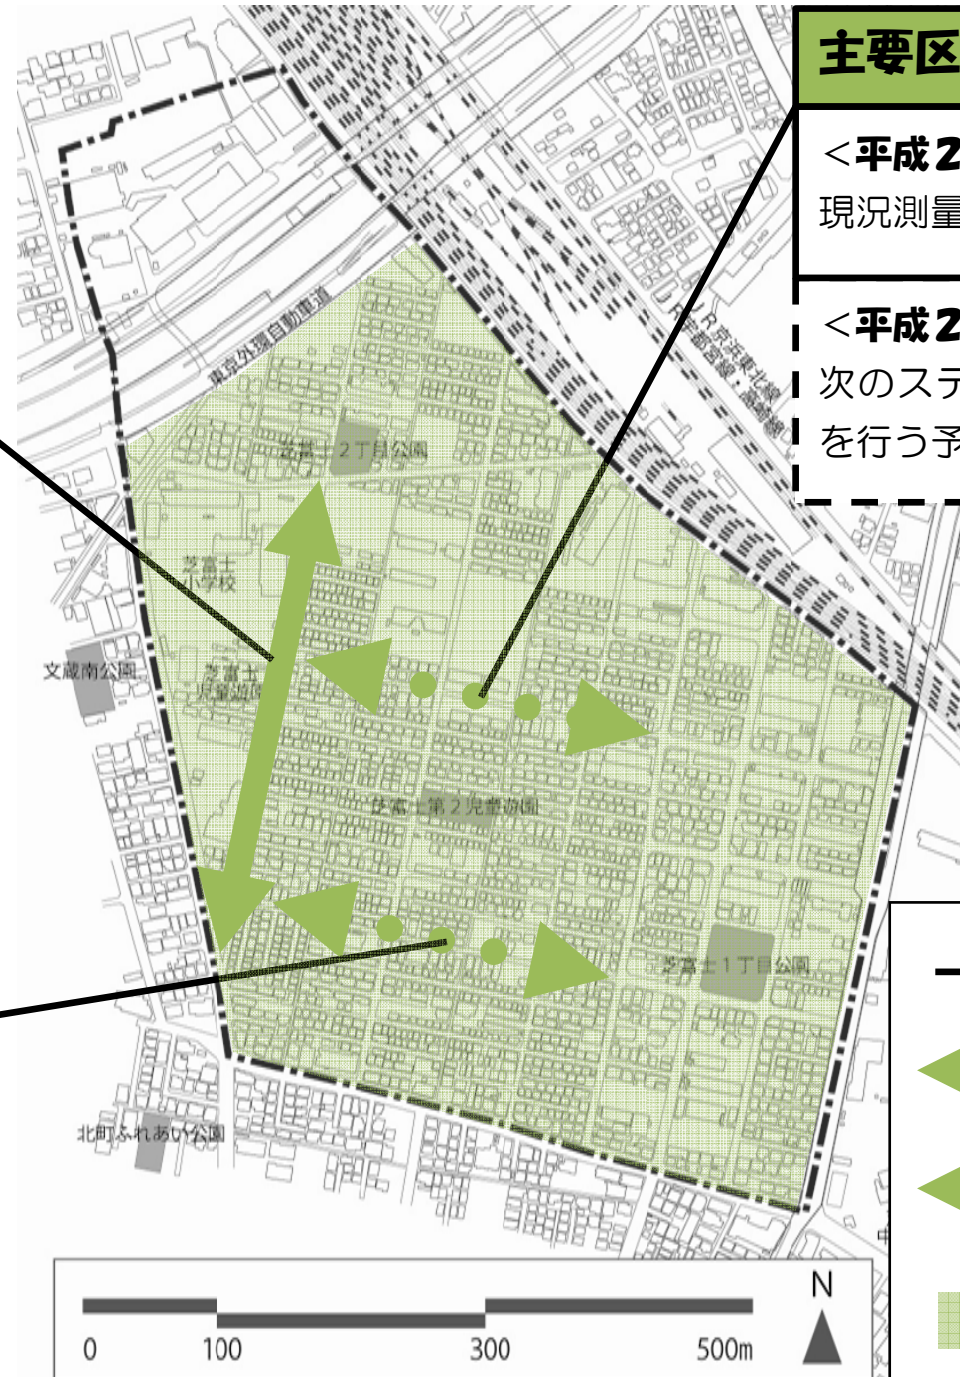 主要区
<平成2
現況測量
<平成2
次のステ
を行う予
東京外環自動車道
JR京浜東北線
JR宇都宮線・高崎線
芝富士2丁目公園
芝富士
小学校
文蔵南公園
芝富士
児童遊園
芝富士第2児童遊園
芝富士1丁目公園
北町ふれあい公園
N
0 100 300 500m